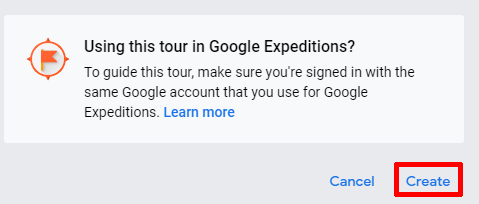 Using this tour in Google Expeditions?
To guide this tour, make sure you're signed in with the
same Google account that you use for Google
Expeditions. Learn more
Cancel Create